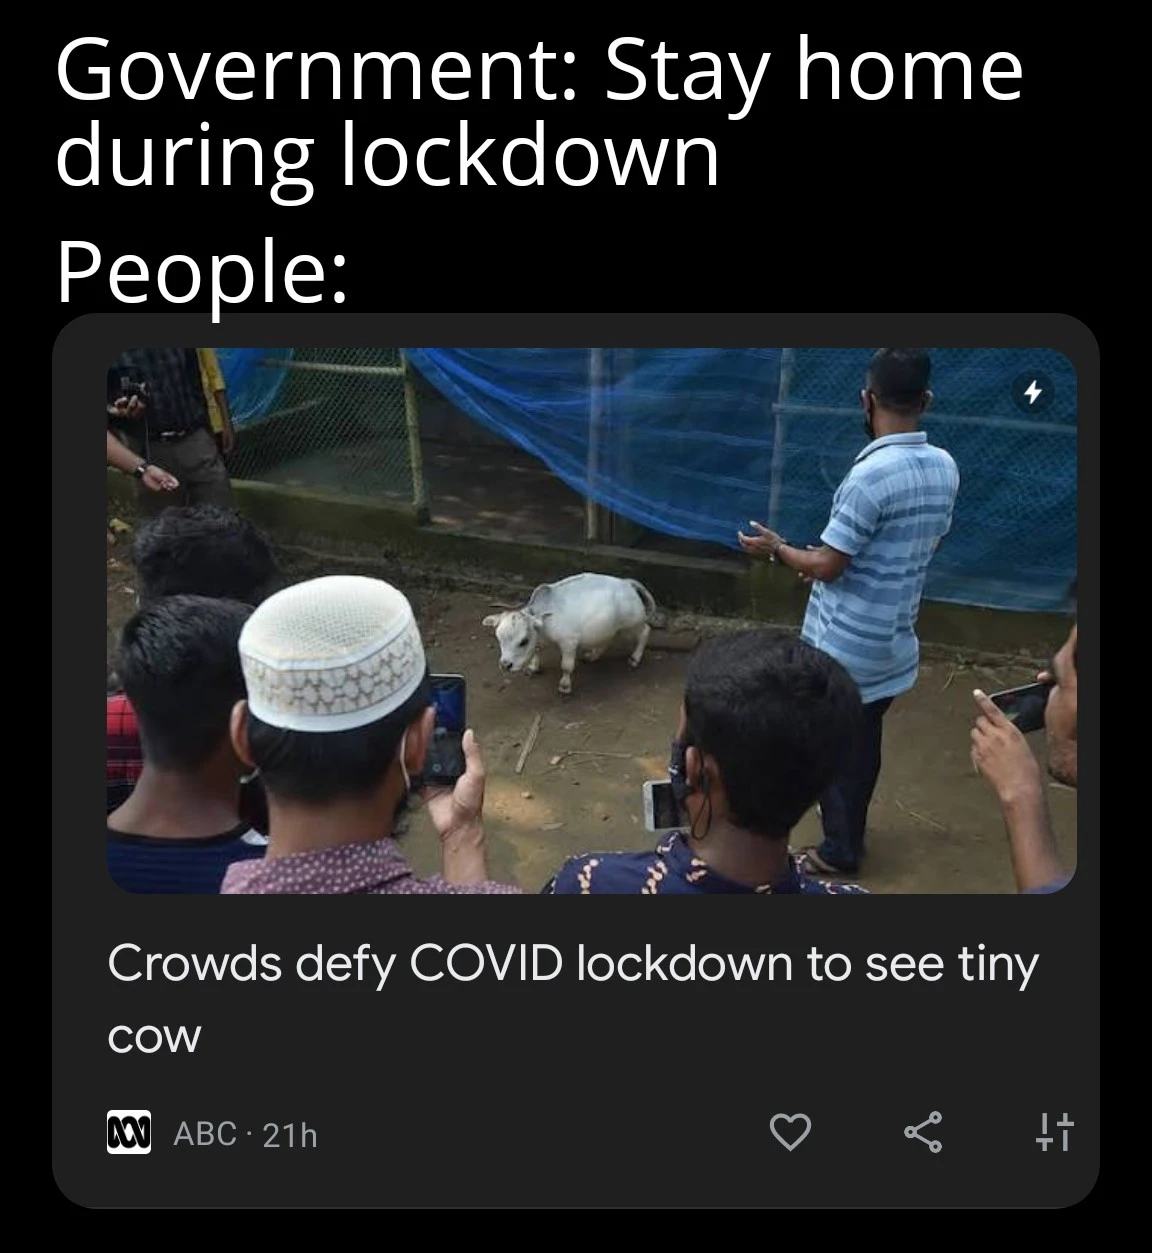 Government: Stay home
during lockdown
People:
Crowds defy COVID lockdown to see tiny
cow
ABC · 21h